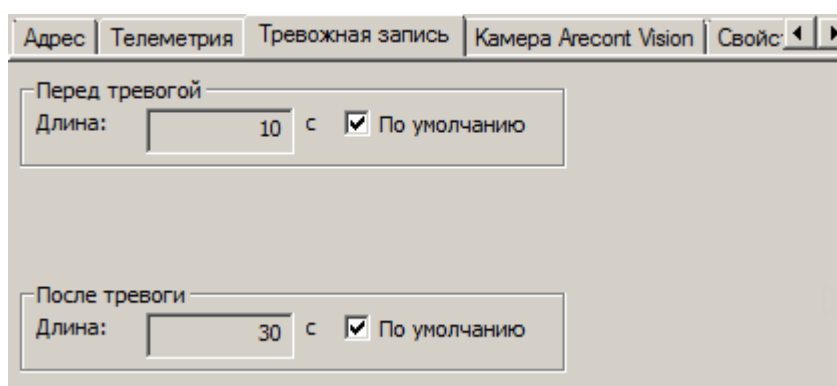 Адрес Телеметрия Тревожная запись Камера Arecont Vision Свойс
Перед тревогой
Длина: 10 с По умолчанию
После тревоги
Длина: 30 с По умолчанию